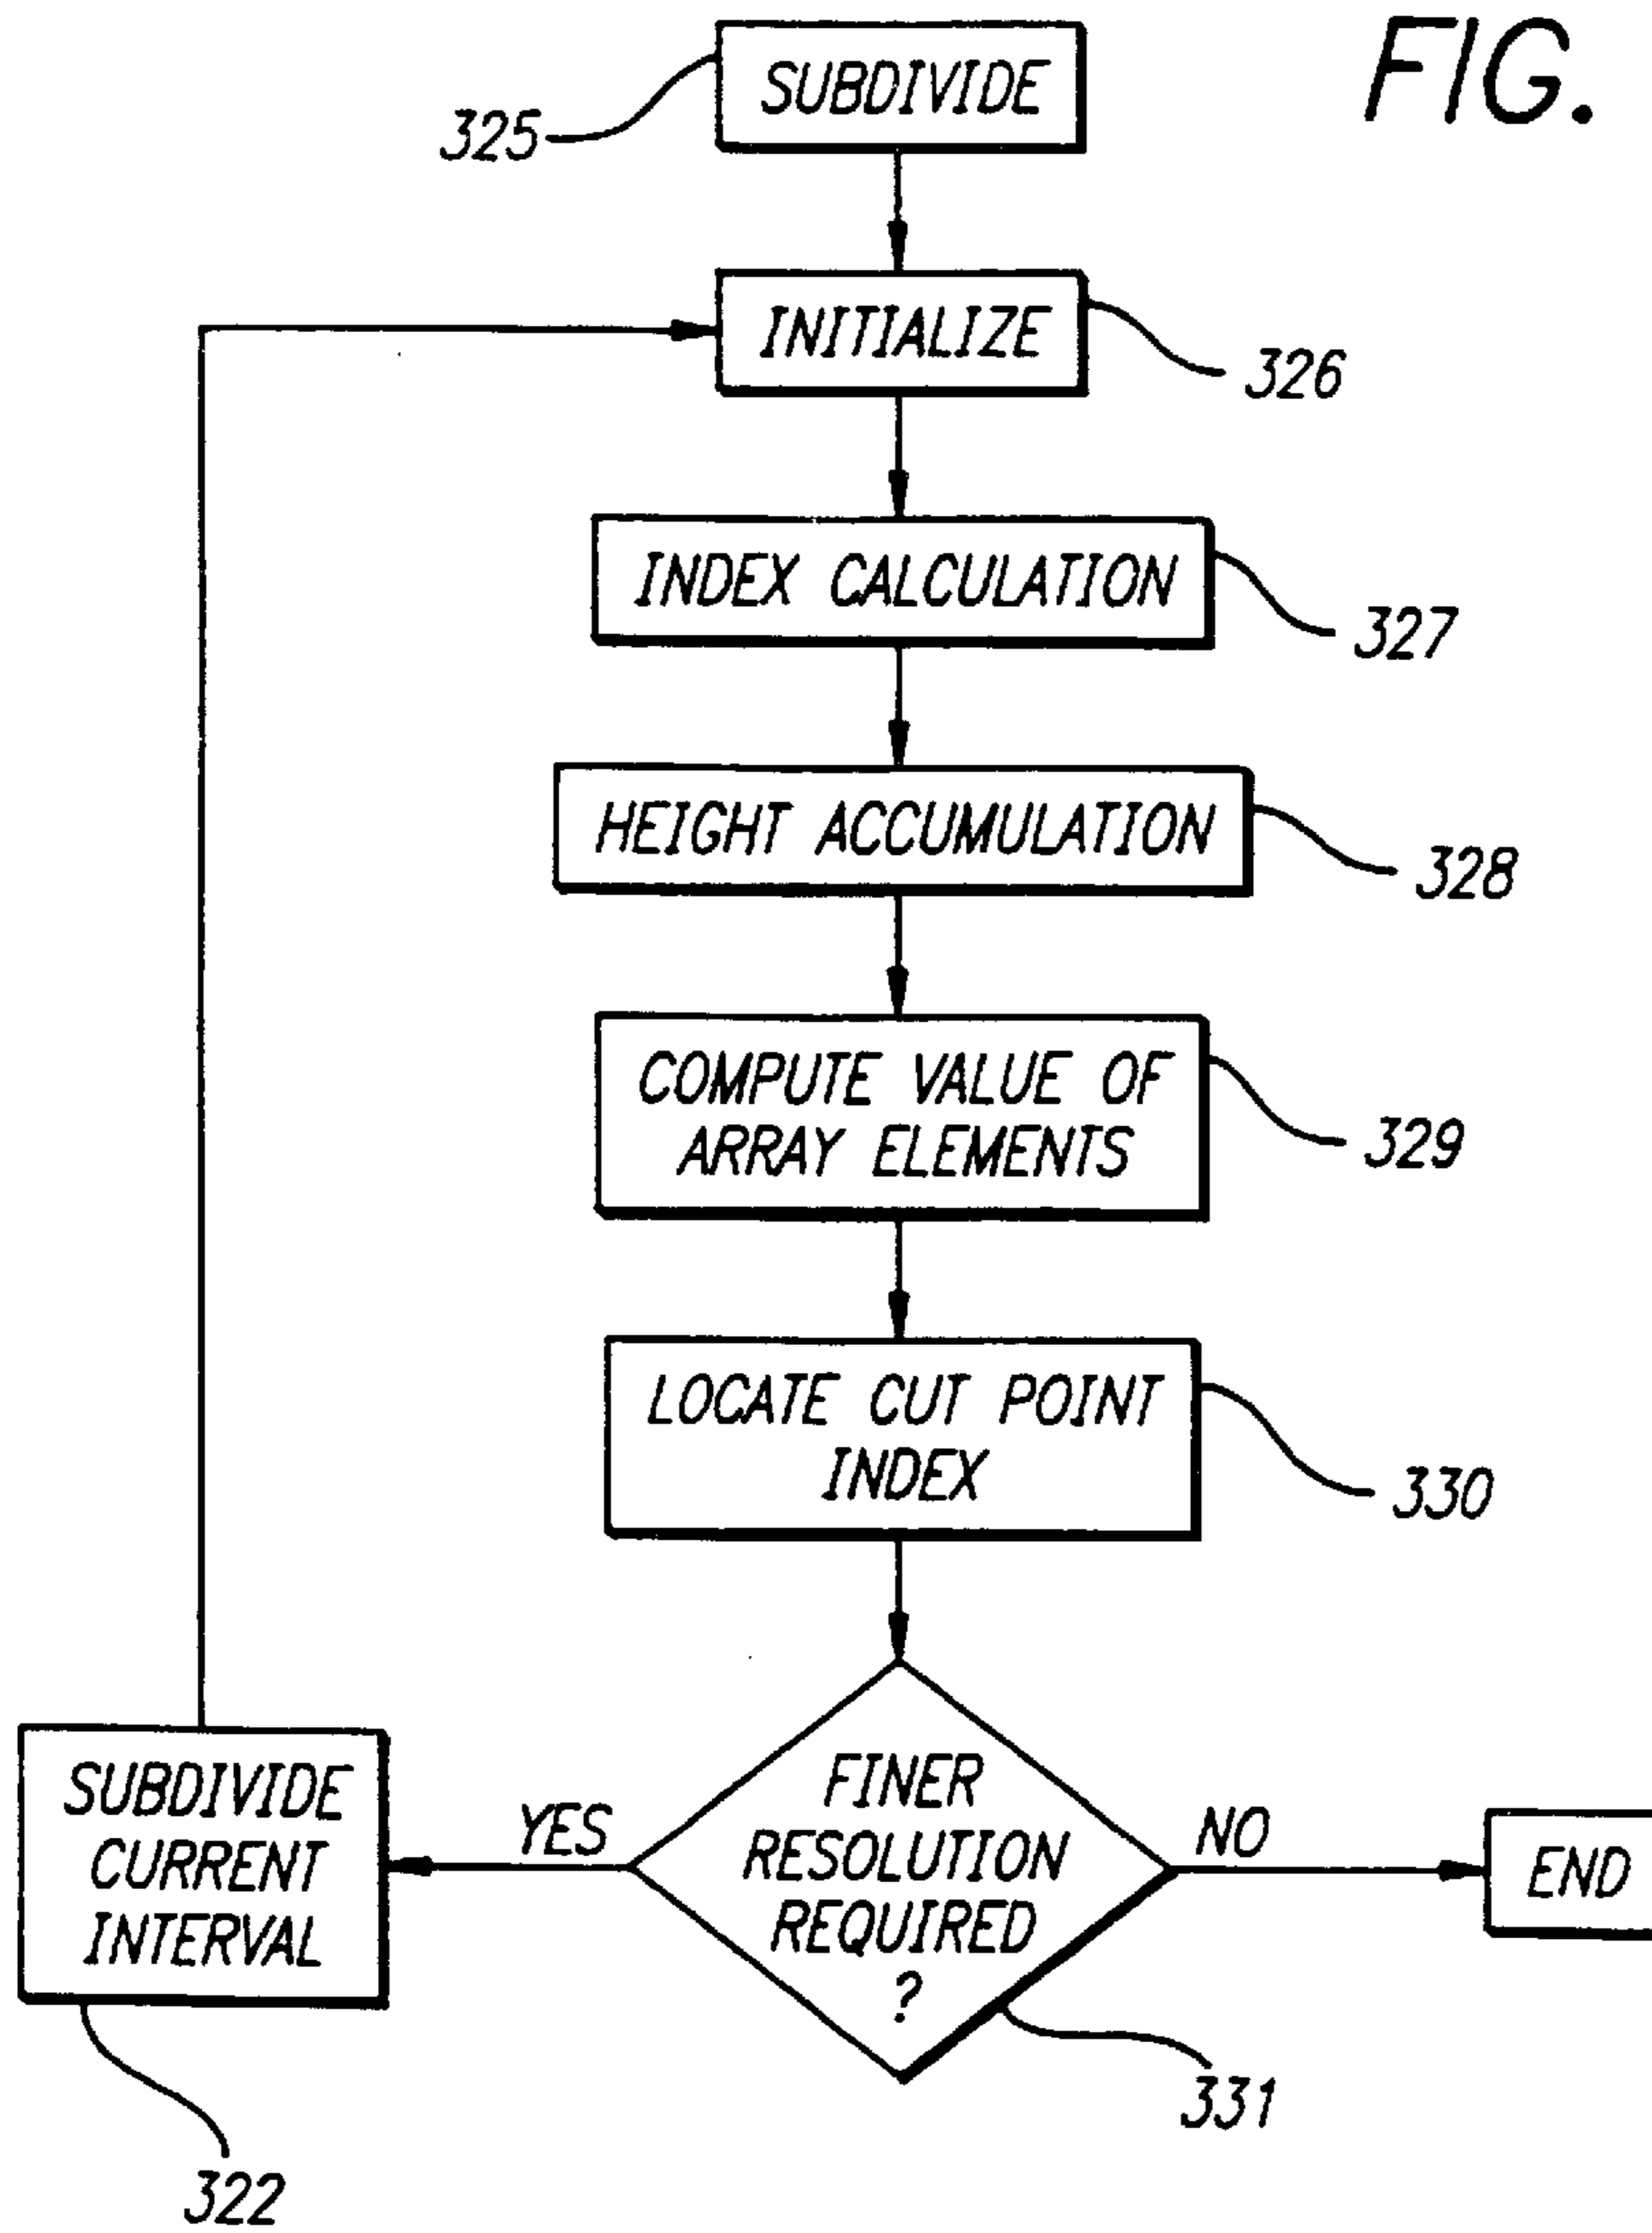 FIG.
SUBDIVIDE
325
INITIALIZE
326
INDEX CALCULATION
327
HEIGHT ACCUMULATION
328
COMPUTE VALUE OF
ARRAY ELEMENTS
329
LOCATE CUT POINT
INDEX
330
FINER
RESOLUTION
REQUIRED
?
331
YES
NO
SUBDIVIDE
CURRENT
INTERVAL
322
END